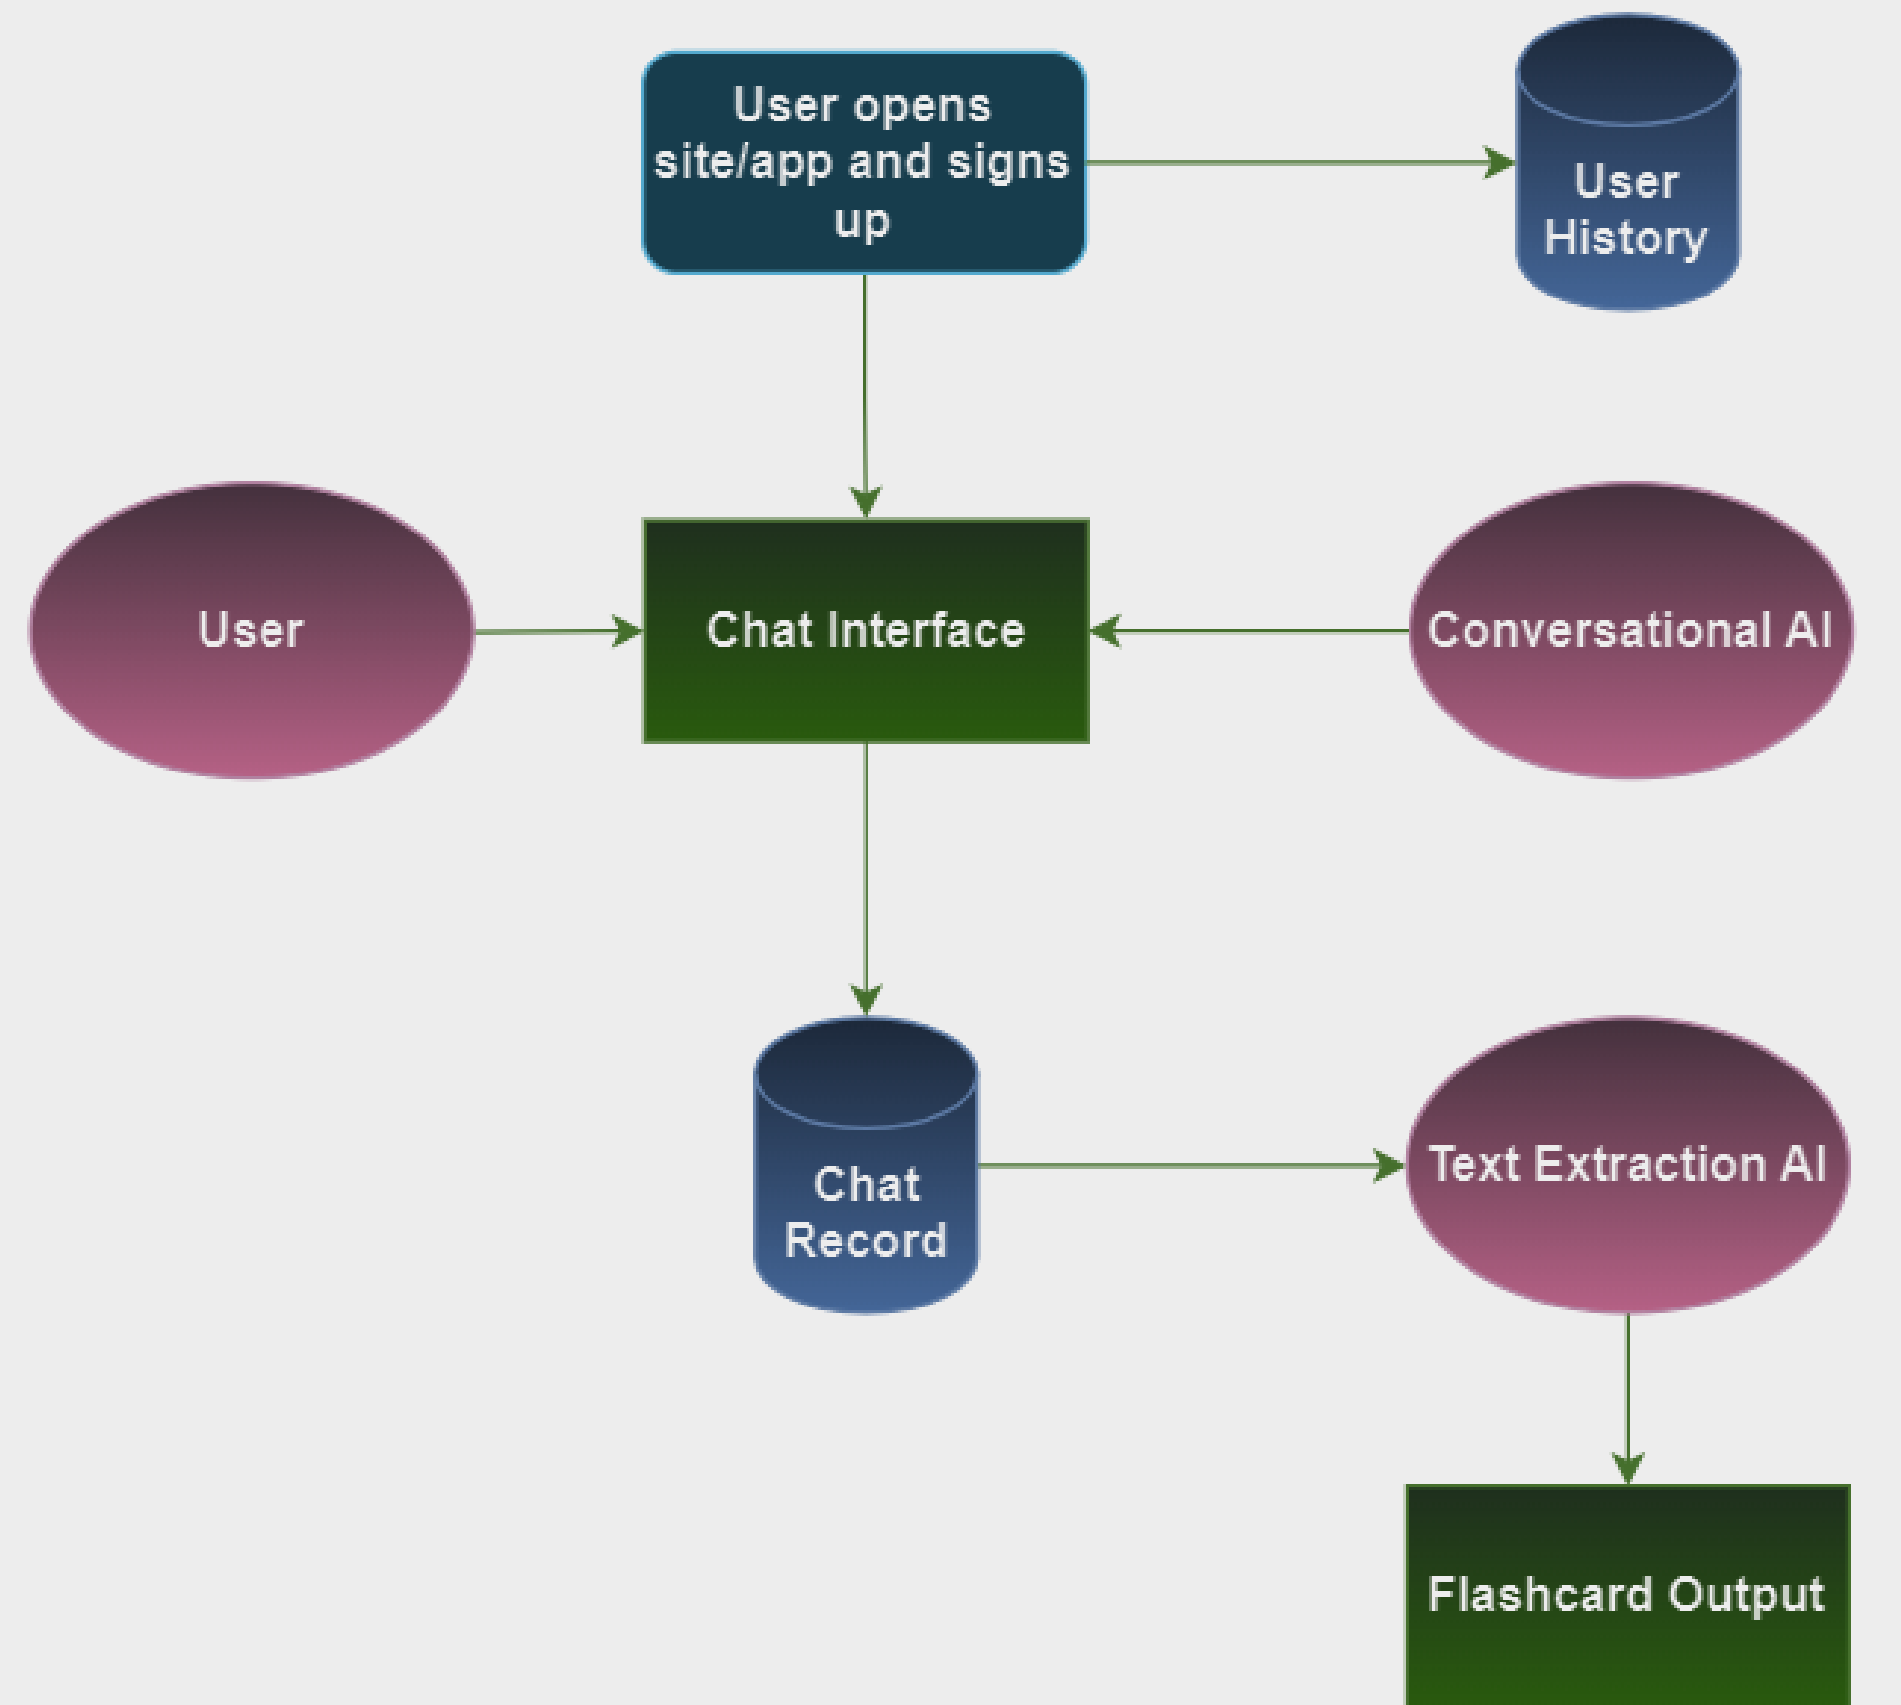 User opens
site/app and signs
up
User
History
User
Chat Interface
Conversational AI
Chat
Record
Text Extraction AI
Flashcard Output